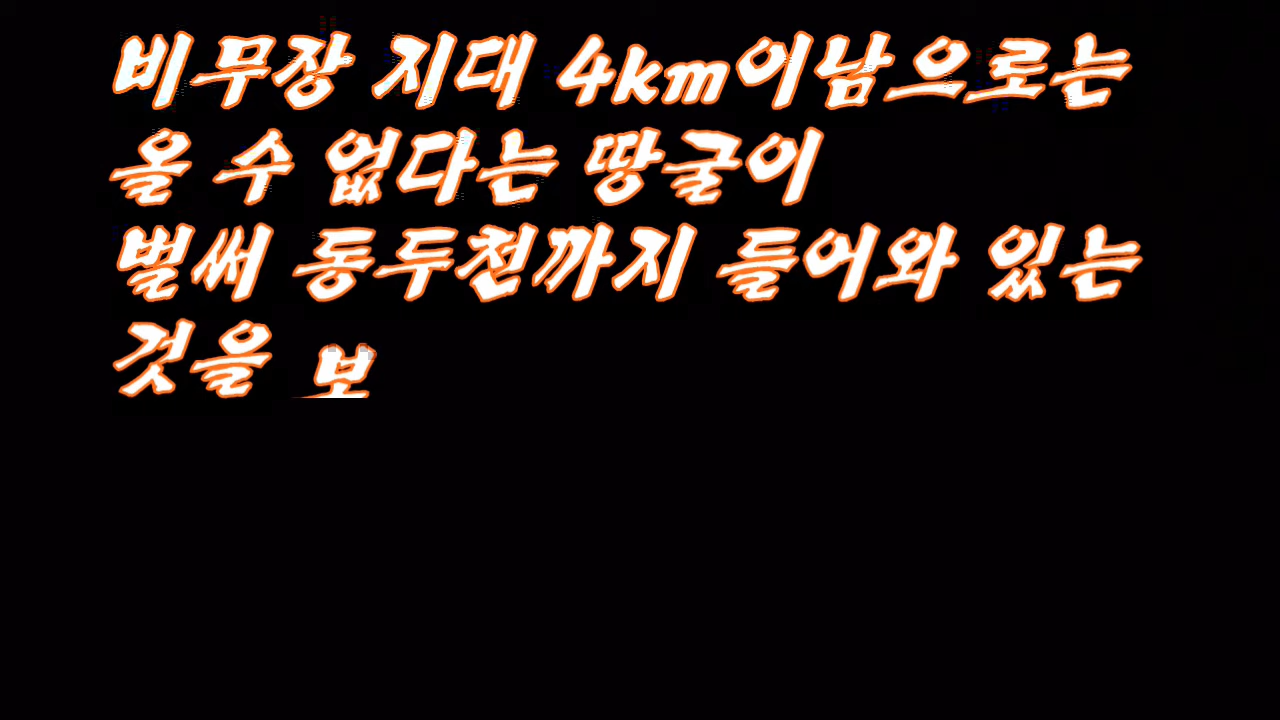 비무장 지대 4km이남으로는
올 수 없다는 땅굴이
벌써 동두천까지 들어와 있는
것을 보